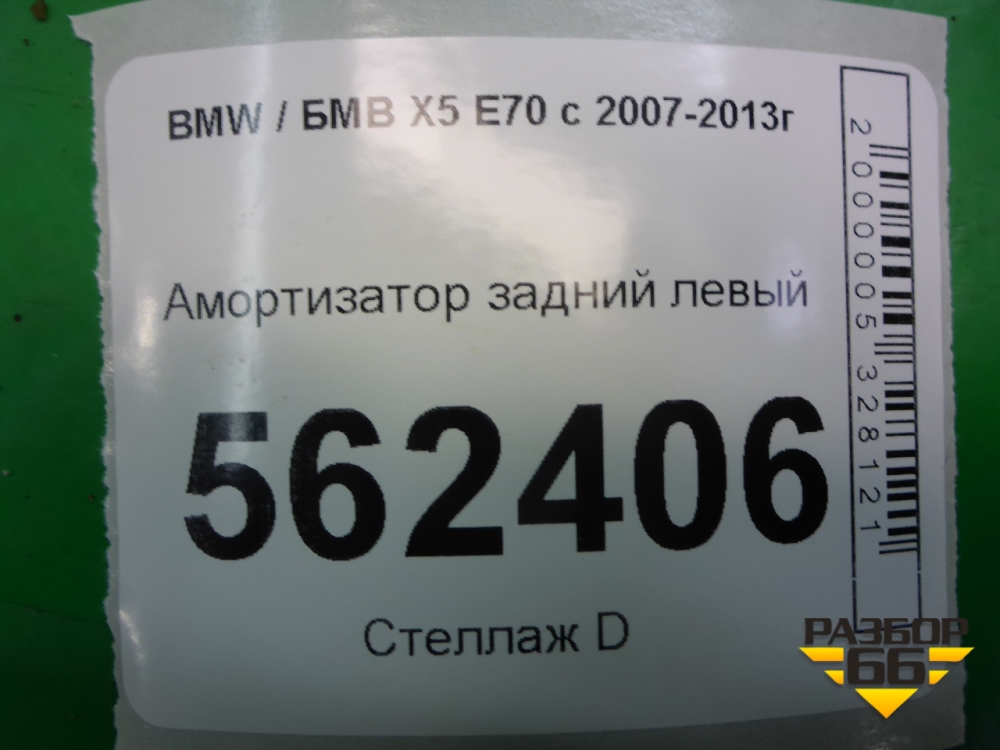 BMW / БМВ X5 E70 с 2007-2013г
Амортизатор задний левый
562406
Стеллаж D
2000005328121
РАЗБОР
66